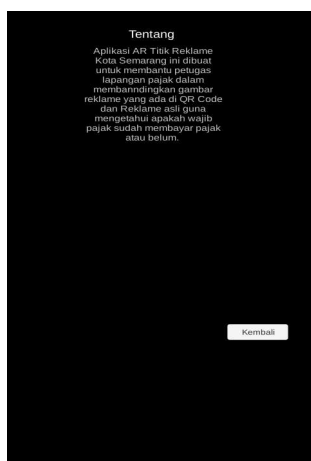 Tentang
Aplikasi AR Titik Reklame
Kota Semarang ini dibuat
untuk membantu petugas
lapangan pajak dalam
membanndingkan gambar
reklame yang ada di QR Code
dan Reklame asli guna
mengetahui apakah wajib
pajak sudah membayar pajak
atau belum.
Kembali